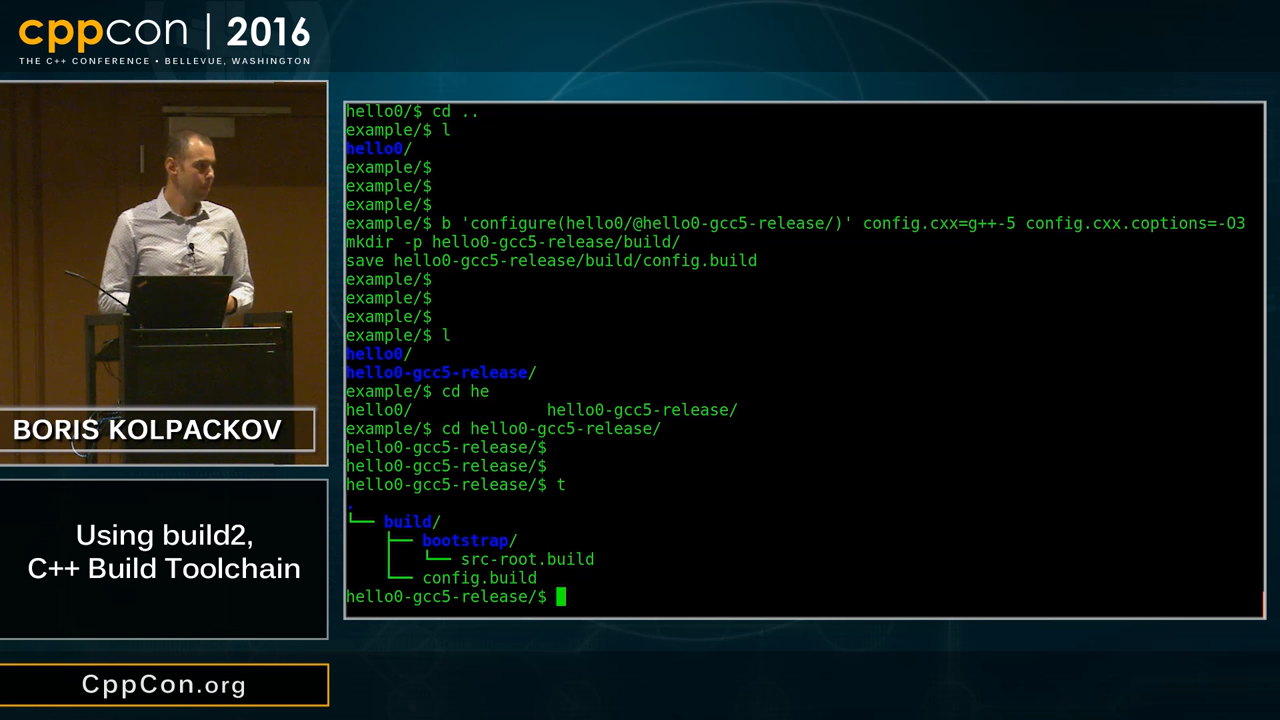 cppcon | 2016
THE C++ CONFERENCE • BELLEVUE, WASHINGTON
hello0/$ cd ..
example/$ l
hello0/
example/$
example/$
example/$
example/$ b 'configure(hello0/@hello0-gcc5-release/)' config.cxx=g++-5 config.cxx.coptions=-O3
mkdir -p hello0-gcc5-release/build/
save hello0-gcc5-release/build/config.build
example/$
example/$
example/$
example/$ l
hello0/
hello0-gcc5-release/
example/$ cd he
hello0/ hello0-gcc5-release/
example/$ cd hello0-gcc5-release/
hello0-gcc5-release/$
hello0-gcc5-release/$
hello0-gcc5-release/$ t
.
└── build/
├── bootstrap/
│   └── src-root.build
└── config.build
hello0-gcc5-release/$
BORIS KOLPACKOV
Using build2,
C++ Build Toolchain
CppCon.org